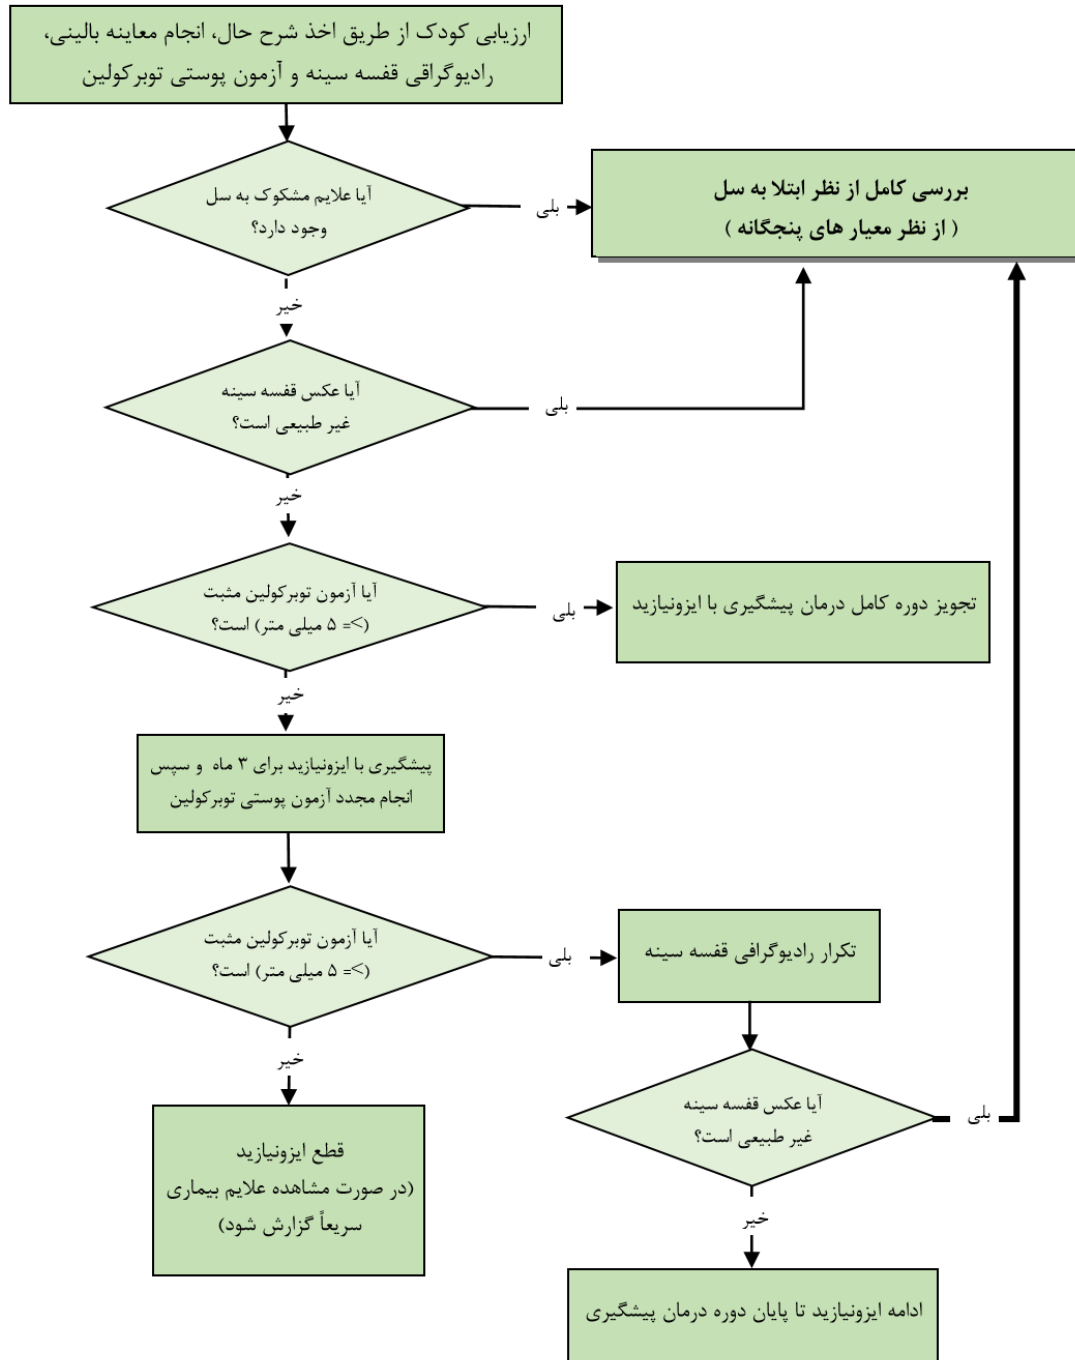 ارزیابی کودک از طریق اخذ شرح حال، انجام معاینه بالینی،
رادیوگراقی قفسه سینه و آزمون پوستی توبرکولین
آیا علایم مشکوک به سل
وجود دارد؟
بلی
بررسی کامل از نظر ابتلا به سل
( از نظر معیار های پنجگانه )
خیر
آیا عکس قفسه سینه
غیر طبیعی است؟
بلی
خیر
آیا آزمون توبرکولین مثبت
(>= ۵ میلی متر) است؟
بلی
تجویز دوره کامل درمان پیشگیری با ایزونیازید
خیر
پیشگیری با ایزونیازید برای ۳ ماه و سپس
انجام مجدد آزمون پوستی توبرکولین
آیا آزمون توبرکولین مثبت
(>= ۵ میلی متر) است؟
بلی
تکرار رادیوگرافی قفسه سینه
خیر
آیا عکس قفسه سینه
غیر طبیعی است؟
بلی
قطع ایزونیازید
(در صورت مشاهده علایم بیماری
سریعاً گزارش شود)
خیر
ادامه ایزونیازید تا پایان دوره درمان پیشگیری